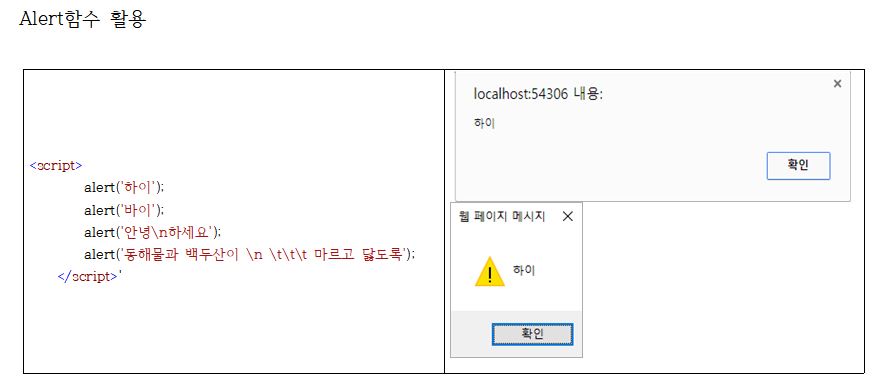 Alert함수 활용
<script>
alert('하이');
alert('바이');
alert('안녕\n하세요');
alert('동해물과 백두산이 \n \t\t\t 마르고 닳도록');
</script>'
localhost:54306 내용:
하이
확인
웹 페이지 메시지
하이
확인